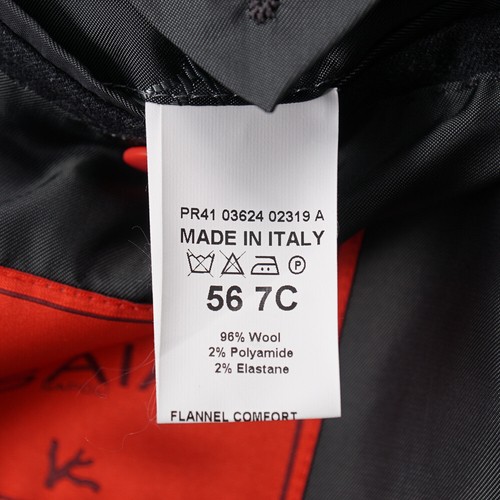 PR41 03624 02319 A
MADE IN ITALY
P
56 7C
96% Wool
2% Polyamide
2% Elastane
FLANNEL COMFORT
K